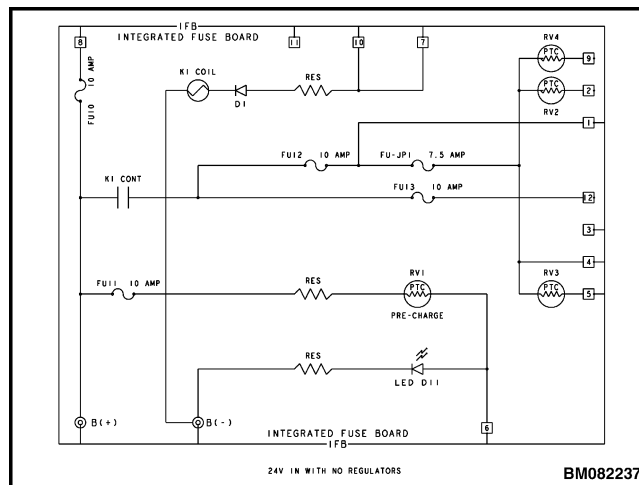 IFB
INTEGRATED FUSE BOARD
8
11
10
7
RV4
PTC
9
10 AMP
FU10
K1 COIL
D1
RES
PTC
2
RV2
1
FU12 10 AMP
FU-JP1 7.5 AMP
K1 CONT
FU13 10 AMP
12
3
4
FU11 10 AMP
RES
RV1
PTC
PRE-CHARGE
RV3
PTC
5
RES
LED D11
B(+)
B(-)
6
INTEGRATED FUSE BOARD
IFB
24V IN WITH NO REGULATORS
BM082237